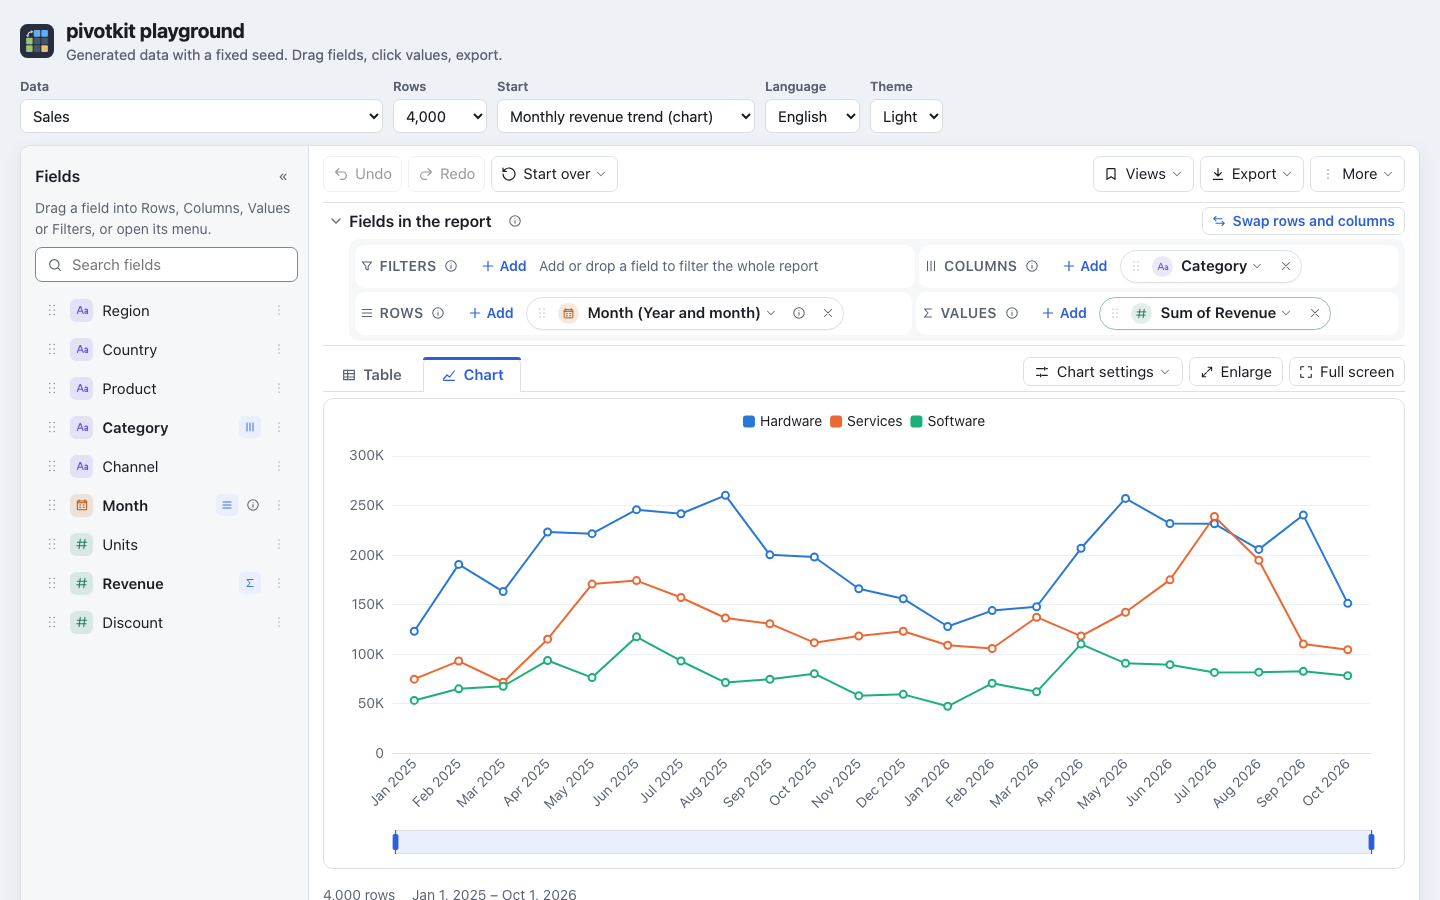 pivotkit playground
Generated data with a fixed seed. Drag fields, click values, export.
Data Rows Start Language Theme
Sales 4,000 Monthly revenue trend (chart) English Light
Fields «
Drag a field into Rows, Columns, Values
or Filters, or open its menu.
Search fields
Aa Region
Aa Country
Aa Product
Aa Category
Aa Channel
Month
# Units
# Revenue Σ
# Discount
Undo Redo Start over Views Export More
Fields in the report Swap rows and columns
FILTERS + Add Add or drop a field to filter the whole report
COLUMNS + Add Aa Category ×
ROWS + Add Month (Year and month) ×
Σ VALUES + Add # Sum of Revenue ×
Table Chart Chart settings Enlarge Full screen
Hardware Services Software
300K
250K
200K
150K
100K
50K
0
Jan 2025 Feb 2025 Mar 2025 Apr 2025 May 2025 Jun 2025 Jul 2025 Aug 2025 Sep 2025 Oct 2025 Nov 2025 Dec 2025 Jan 2026 Feb 2026 Mar 2026 Apr 2026 May 2026 Jun 2026 Jul 2026 Aug 2026 Sep 2026 Oct 2026
4,000 rows Jan 1, 2025 – Oct 1, 2026